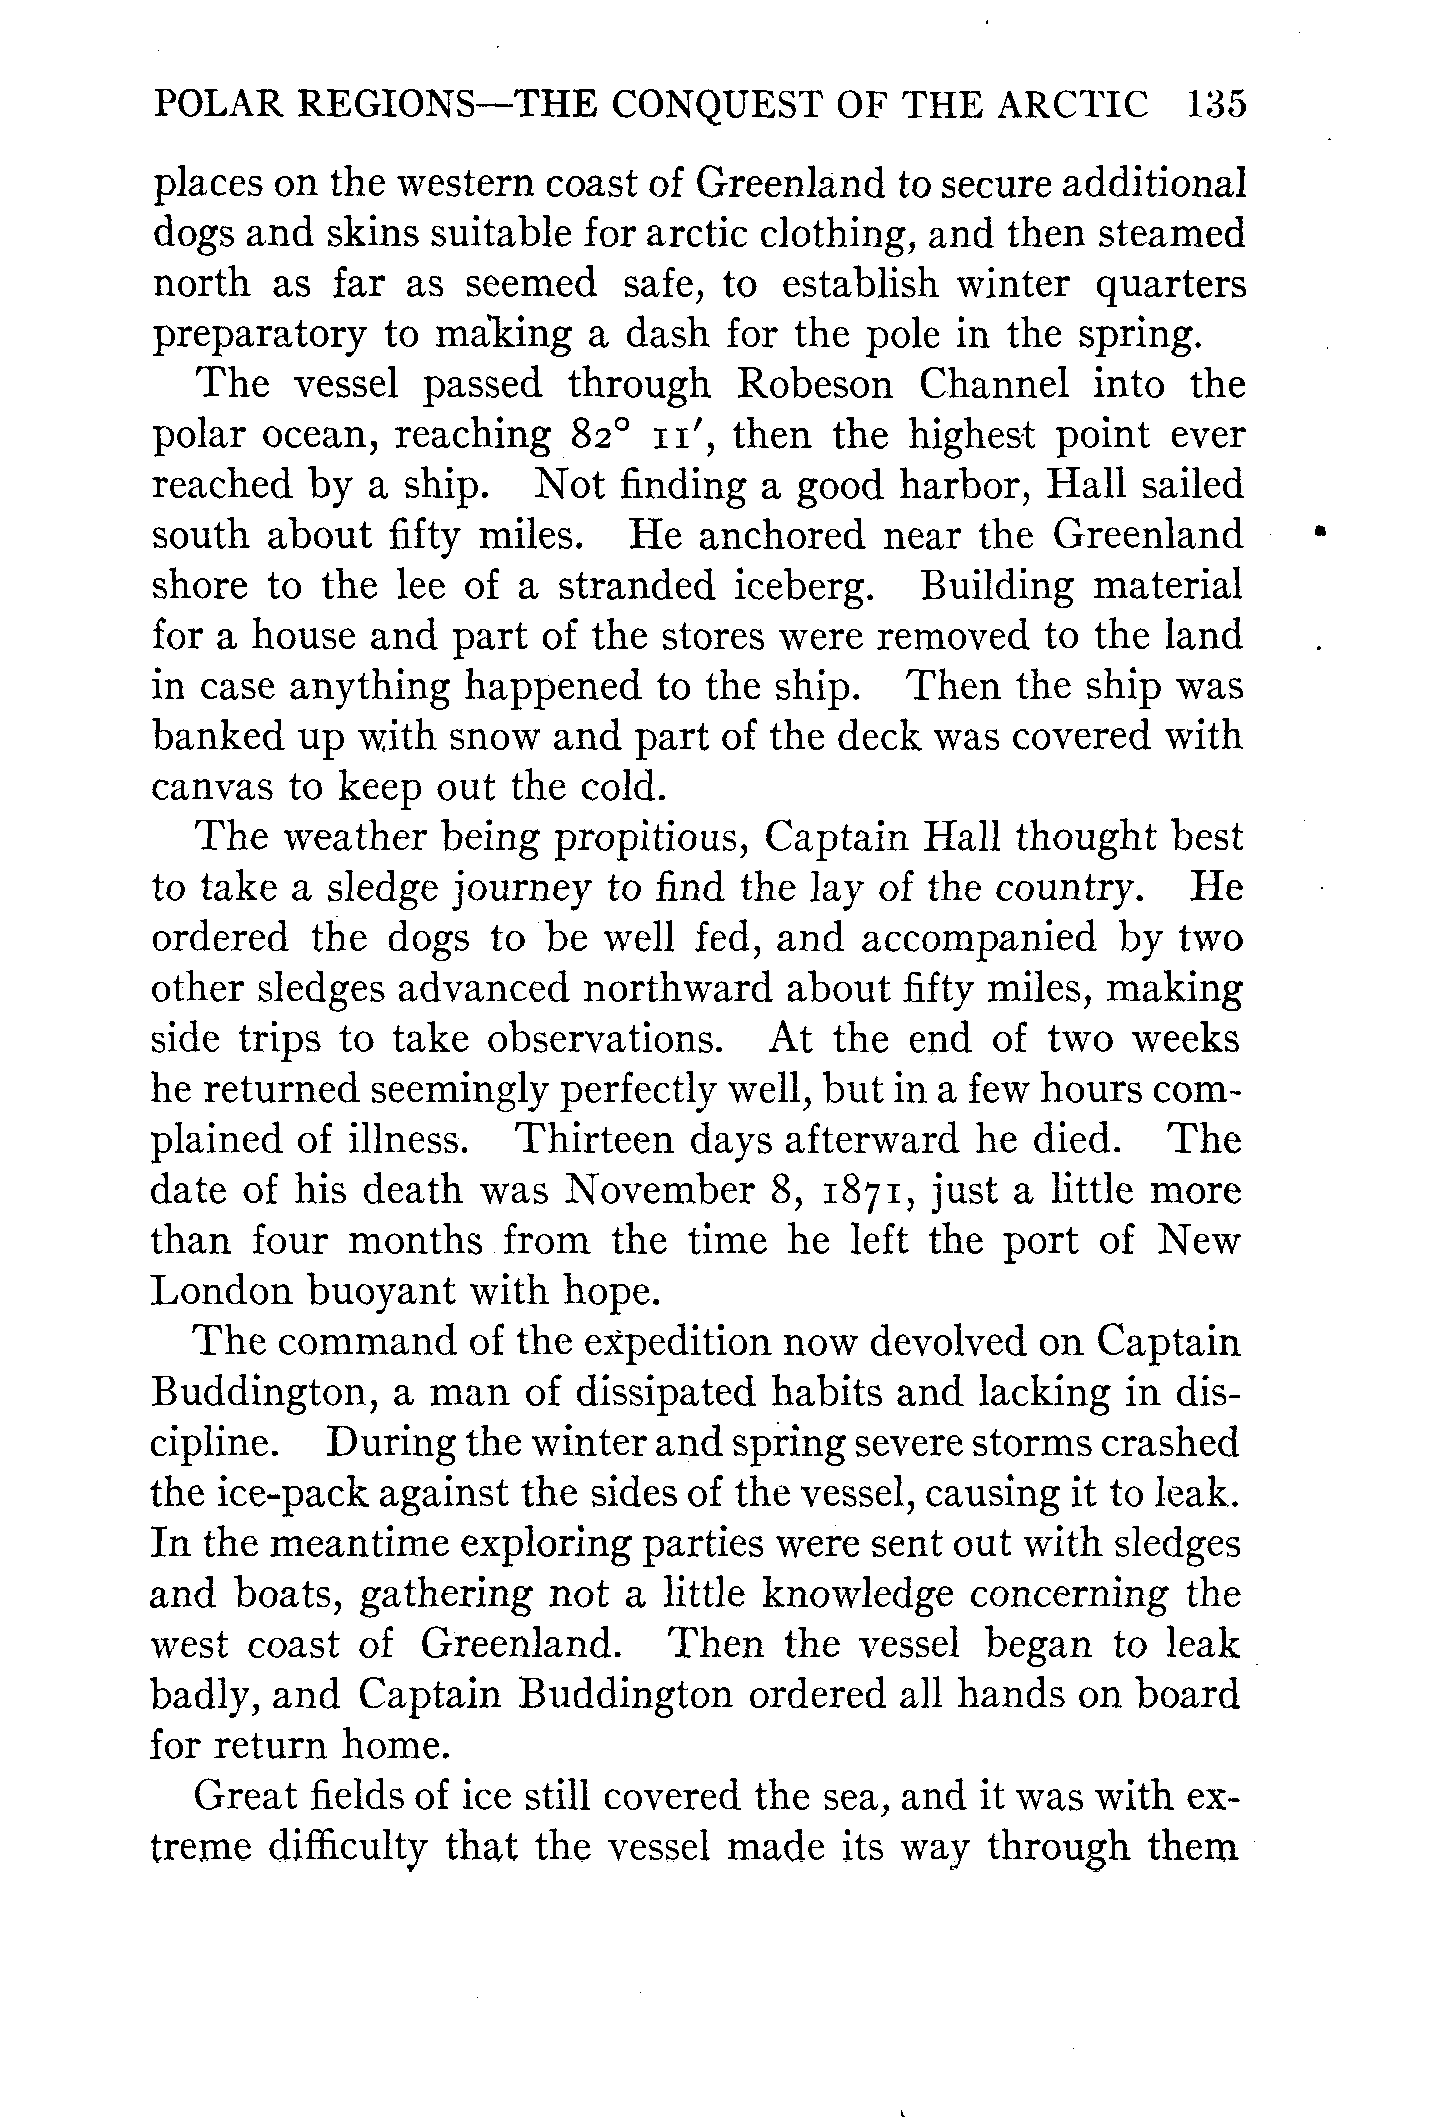 POLAR REGIONS—THE CONQUEST OF THE ARCTIC 135
places on the western coast of Greenland to secure additional
dogs and skins suitable for arctic clothing, and then steamed
north as far as seemed safe, to establish winter quarters
preparatory to making a dash for the pole in the spring.
The vessel passed through Robeson Channel into the
polar ocean, reaching 82° 11′, then the highest point ever
reached by a ship. Not finding a good harbor, Hall sailed
south about fifty miles. He anchored near the Greenland
shore to the lee of a stranded iceberg. Building material
for a house and part of the stores were removed to the land
in case anything happened to the ship. Then the ship was
banked up with snow and part of the deck was covered with
canvas to keep out the cold.
The weather being propitious, Captain Hall thought best
to take a sledge journey to find the lay of the country. He
ordered the dogs to be well fed, and accompanied by two
other sledges advanced northward about fifty miles, making
side trips to take observations. At the end of two weeks
he returned seemingly perfectly well, but in a few hours com-
plained of illness. Thirteen days afterward he died. The
date of his death was November 8, 1871, just a little more
than four months from the time he left the port of New
London buoyant with hope.
The command of the expedition now devolved on Captain
Buddington, a man of dissipated habits and lacking in dis-
cipline. During the winter and spring severe storms crashed
the ice-pack against the sides of the vessel, causing it to leak.
In the meantime exploring parties were sent out with sledges
and boats, gathering not a little knowledge concerning the
west coast of Greenland. Then the vessel began to leak
badly, and Captain Buddington ordered all hands on board
for return home.
Great fields of ice still covered the sea, and it was with ex-
treme difficulty that the vessel made its way through them